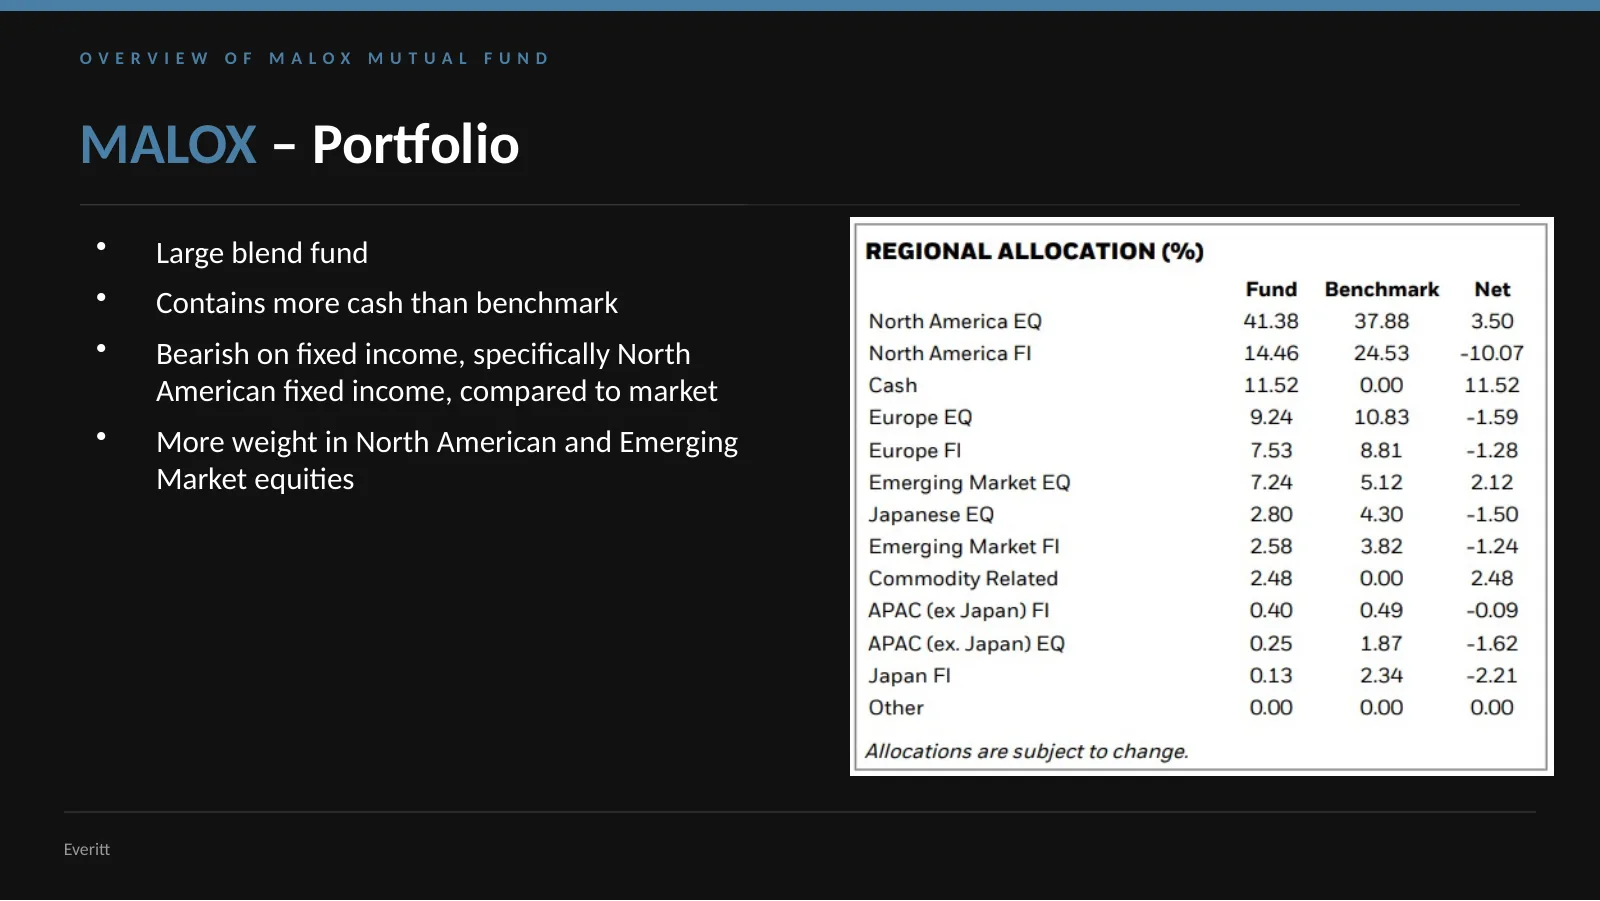 OVERVIEW OF MALOX MUTUAL FUND
MALOX – Portfolio
• Large blend fund
• Contains more cash than benchmark
• Bearish on fixed income, specifically North
American fixed income, compared to market
• More weight in North American and Emerging
Market equities
REGIONAL ALLOCATION (%)
Fund Benchmark Net
North America EQ 41.38 37.88 3.50
North America FI 14.46 24.53 -10.07
Cash 11.52 0.00 11.52
Europe EQ 9.24 10.83 -1.59
Europe FI 7.53 8.81 -1.28
Emerging Market EQ 7.24 5.12 2.12
Japanese EQ 2.80 4.30 -1.50
Emerging Market FI 2.58 3.82 -1.24
Commodity Related 2.48 0.00 2.48
APAC (ex Japan) FI 0.40 0.49 -0.09
APAC (ex. Japan) EQ 0.25 1.87 -1.62
Japan FI 0.13 2.34 -2.21
Other 0.00 0.00 0.00
Allocations are subject to change.
Everitt